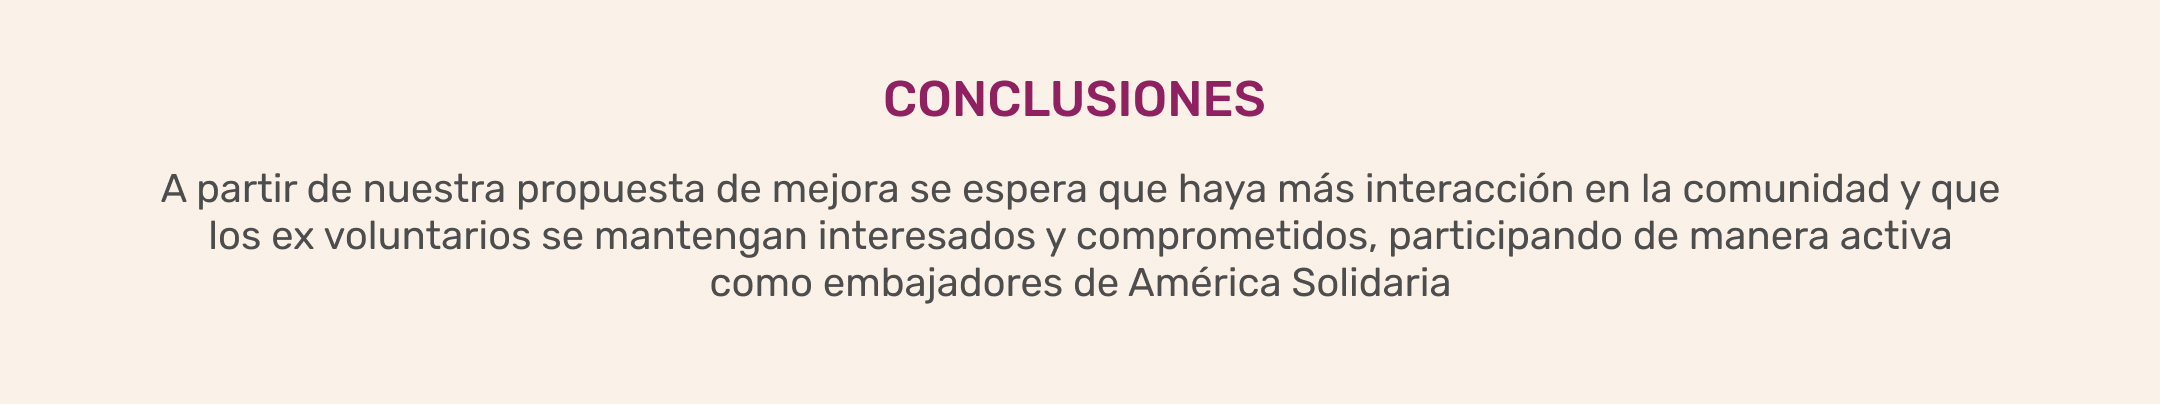 CONCLUSIONES
A partir de nuestra propuesta de mejora se espera que haya más interacción en la comunidad y que
los ex voluntarios se mantengan interesados y comprometidos, participando de manera activa
como embajadores de América Solidaria